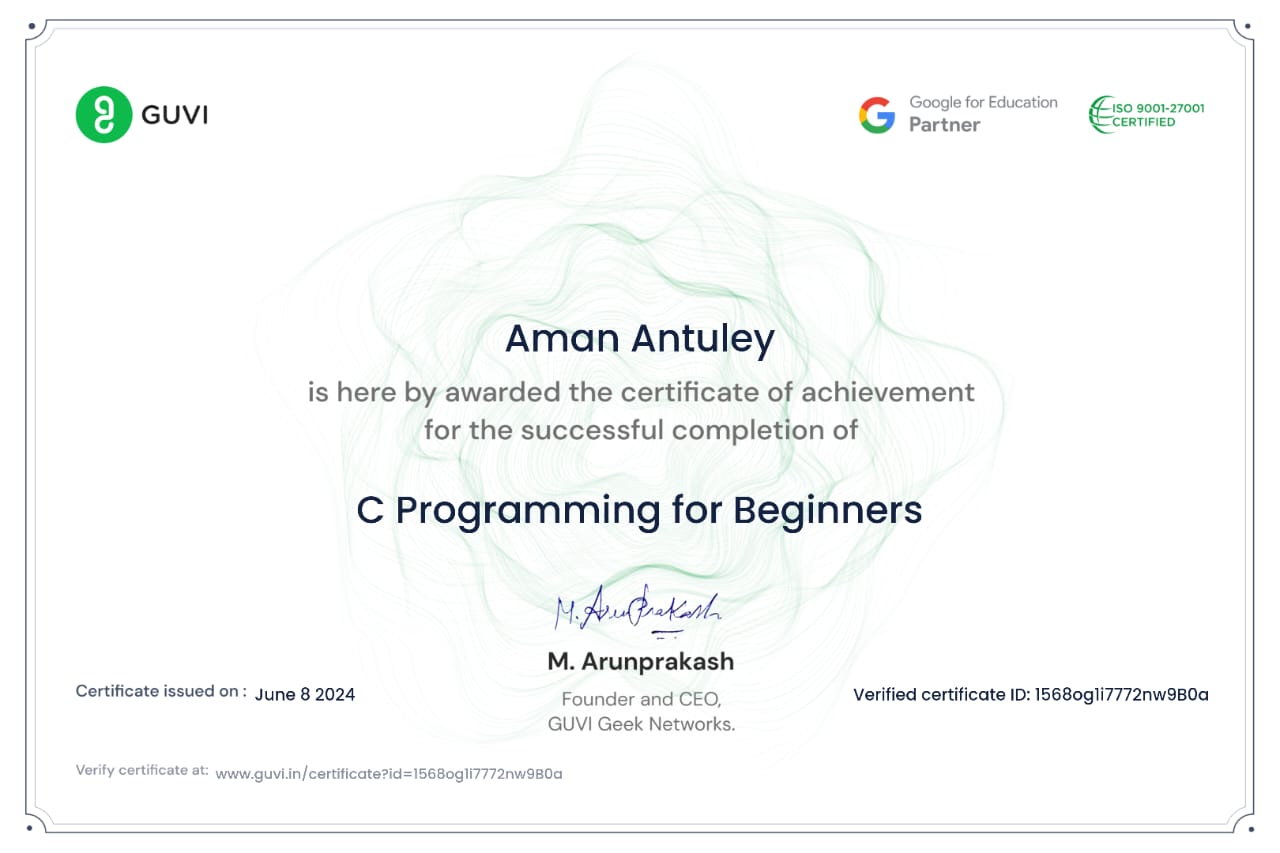 GUVI
Google for Education
Partner
ISO 9001-27001
CERTIFIED
Aman Antuley
is here by awarded the certificate of achievement
for the successful completion of
C Programming for Beginners
M. Arunprakash
M. Arunprakash
Founder and CEO,
GUVI Geek Networks.
Certificate issued on : June 8 2024
Verified certificate ID: 1568og1i7772nw9B0a
Verify certificate at: www.guvi.in/certificate?id=1568og1i7772nw9B0a